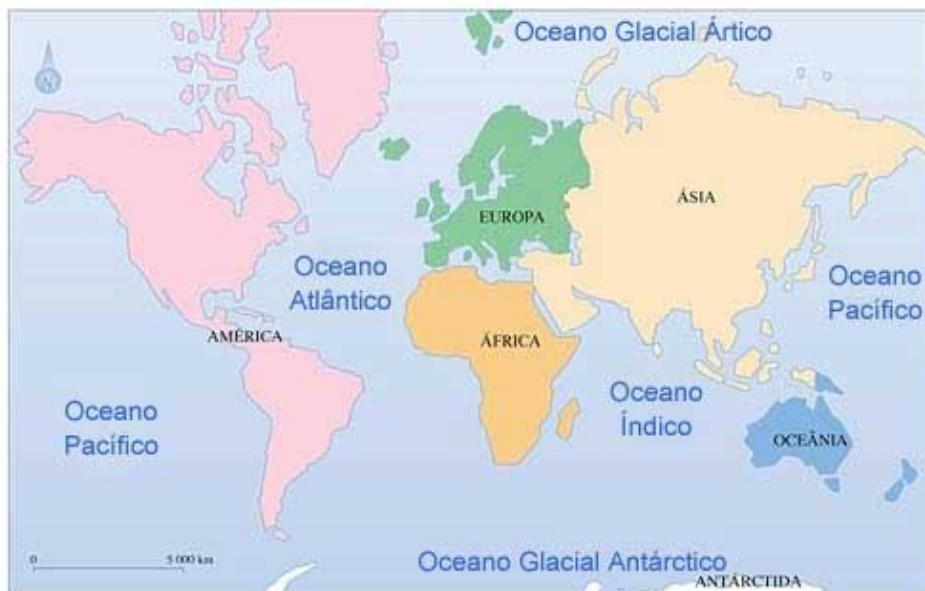 Oceano Glacial Ártico
N
ÁSIA
EUROPA
Oceano
Atlântico
Oceano
Pacífico
AMÉRICA
ÁFRICA
Oceano
Pacífico
Oceano
Índico
OCEÂNIA
0 5 000 km
Oceano Glacial Antárctico
ANTÁRCTIDA